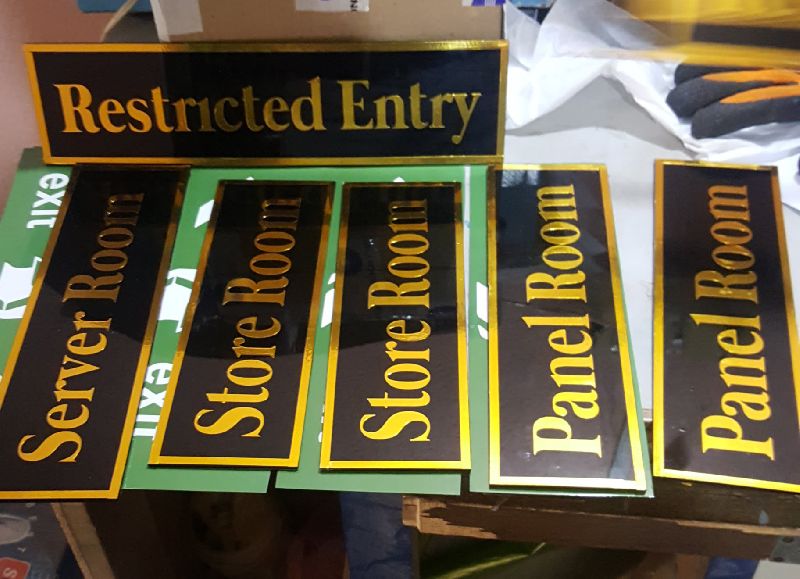 Restricted Entry
exit
Server Room
Store Room
Store Room
Panel Room
Panel Room
exit